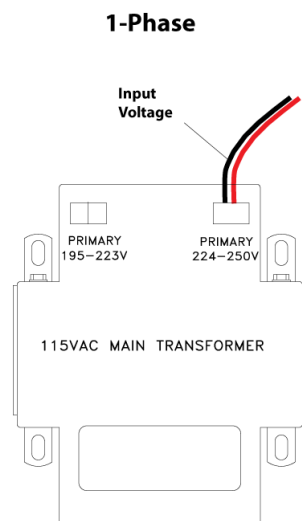 1-Phase
Input
Voltage
PRIMARY
195-223V
PRIMARY
224-250V
115VAC MAIN TRANSFORMER